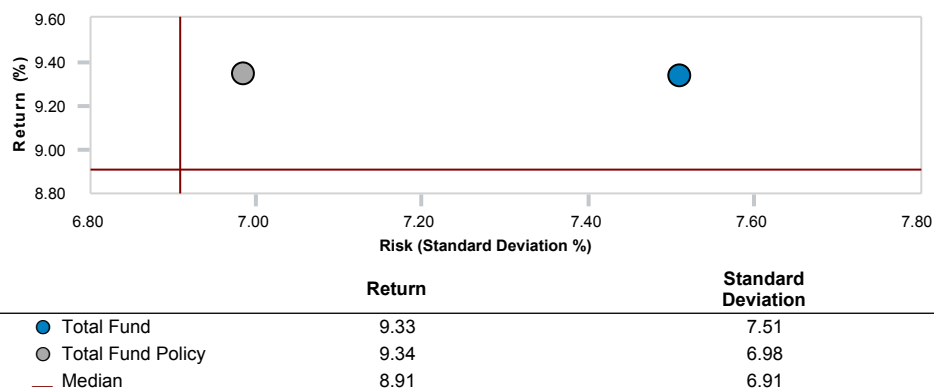 9.60
9.40
9.20
9.00
8.80
Return (%)
6.80 7.00 7.20 7.40 7.60 7.80
Risk (Standard Deviation %)
Return Standard Deviation
Total Fund 9.33 7.51
Total Fund Policy 9.34 6.98
Median 8.91 6.91